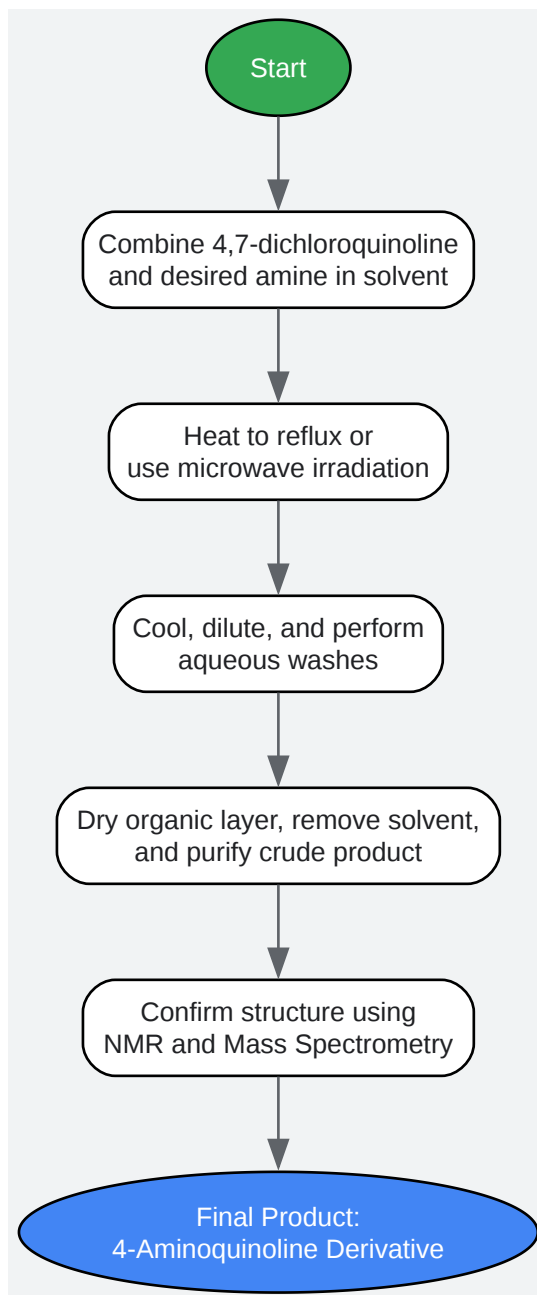 Start
Combine 4,7-dichloroquinoline
and desired amine in solvent
Heat to reflux or
use microwave irradiation
Cool, dilute, and perform
aqueous washes
Dry organic layer, remove solvent,
and purify crude product
Confirm structure using
NMR and Mass Spectrometry
Final Product:
4-Aminoquinoline Derivative